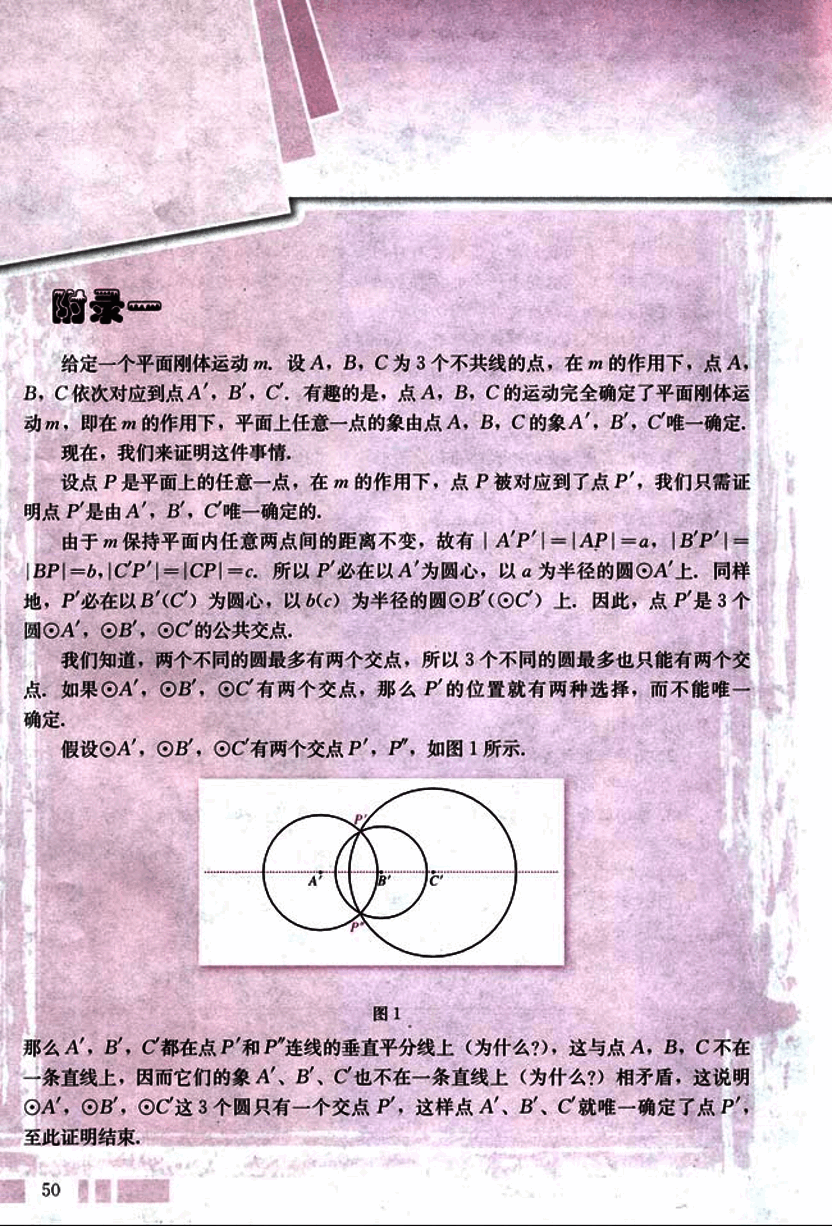 附录一
给定一个平面刚体运动 m. 设 A, B, C 为 3 个不共线的点, 在 m 的作用下, 点 A,
B, C 依次对应到点 A′, B′, C′. 有趣的是, 点 A, B, C 的运动完全确定了平面刚体运
动 m, 即在 m 的作用下, 平面上任意一点的象由点 A, B, C 的象 A′, B′, C′唯一确定.
现在, 我们来证明这件事情.
设点 P 是平面上的任意一点, 在 m 的作用下, 点 P 被对应到了点 P′, 我们只需证
明点 P′是由 A′, B′, C′唯一确定的.
由于 m 保持平面内任意两点间的距离不变, 故有 | A′P′|=|AP|=a, |B′P′|=
|BP|=b,|C′P′|=|CP|=c. 所以 P′必在以 A′为圆心, 以 a 为半径的圆⊙A′上. 同样
地, P′必在以 B′(C′) 为圆心, 以 b(c) 为半径的圆⊙B′(⊙C′) 上. 因此, 点 P′是 3 个
圆⊙A′, ⊙B′, ⊙C′的公共交点.
我们知道, 两个不同的圆最多有两个交点, 所以 3 个不同的圆最多也只能有两个交
点. 如果⊙A′, ⊙B′, ⊙C′有两个交点, 那么 P′的位置就有两种选择, 而不能唯一
确定.
假设⊙A′, ⊙B′, ⊙C′有两个交点 P′, P″, 如图 1 所示.
P′
A′ B′ C′
P″
图 1
那么 A′, B′, C′都在点 P′和 P″连线的垂直平分线上 (为什么?), 这与点 A, B, C 不在
一条直线上, 因而它们的象 A′、B′、C′也不在一条直线上 (为什么?) 相矛盾, 这说明
⊙A′, ⊙B′, ⊙C′这 3 个圆只有一个交点 P′, 这样点 A′、B′、C′就唯一确定了点 P′,
至此证明结束.
50